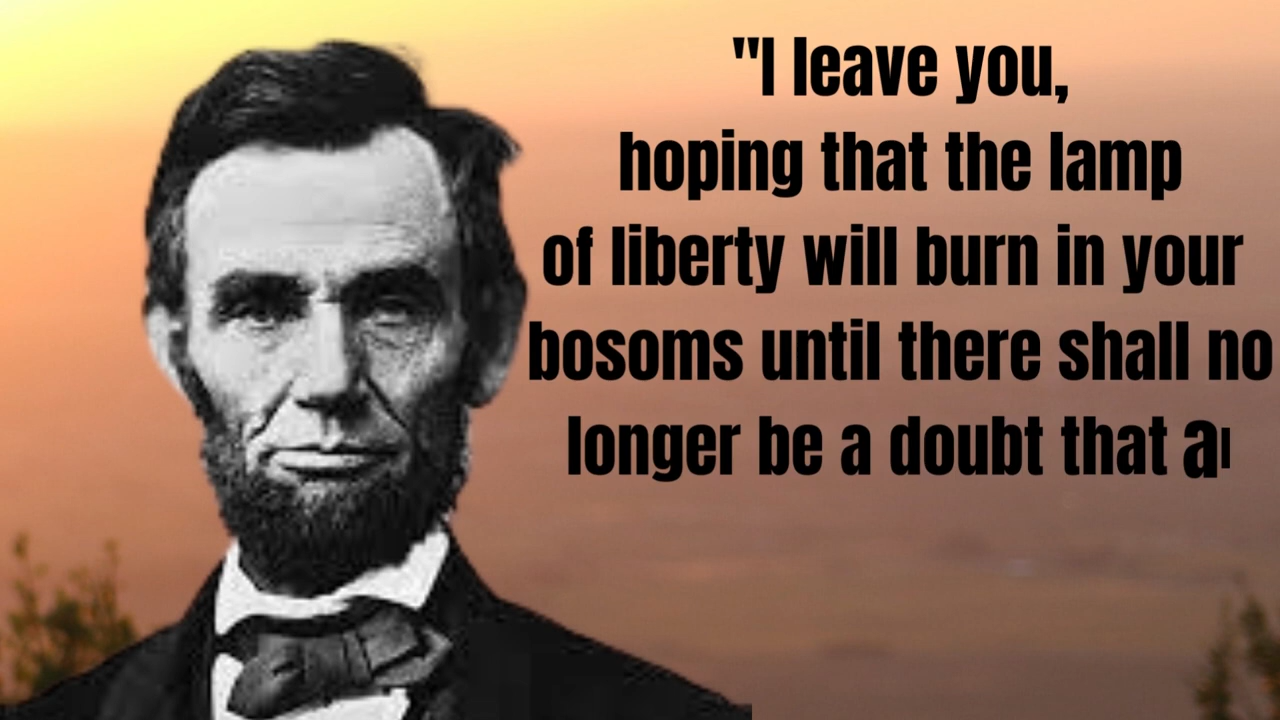 "I leave you,
hoping that the lamp
of liberty will burn in your
bosoms until there shall no
longer be a doubt that